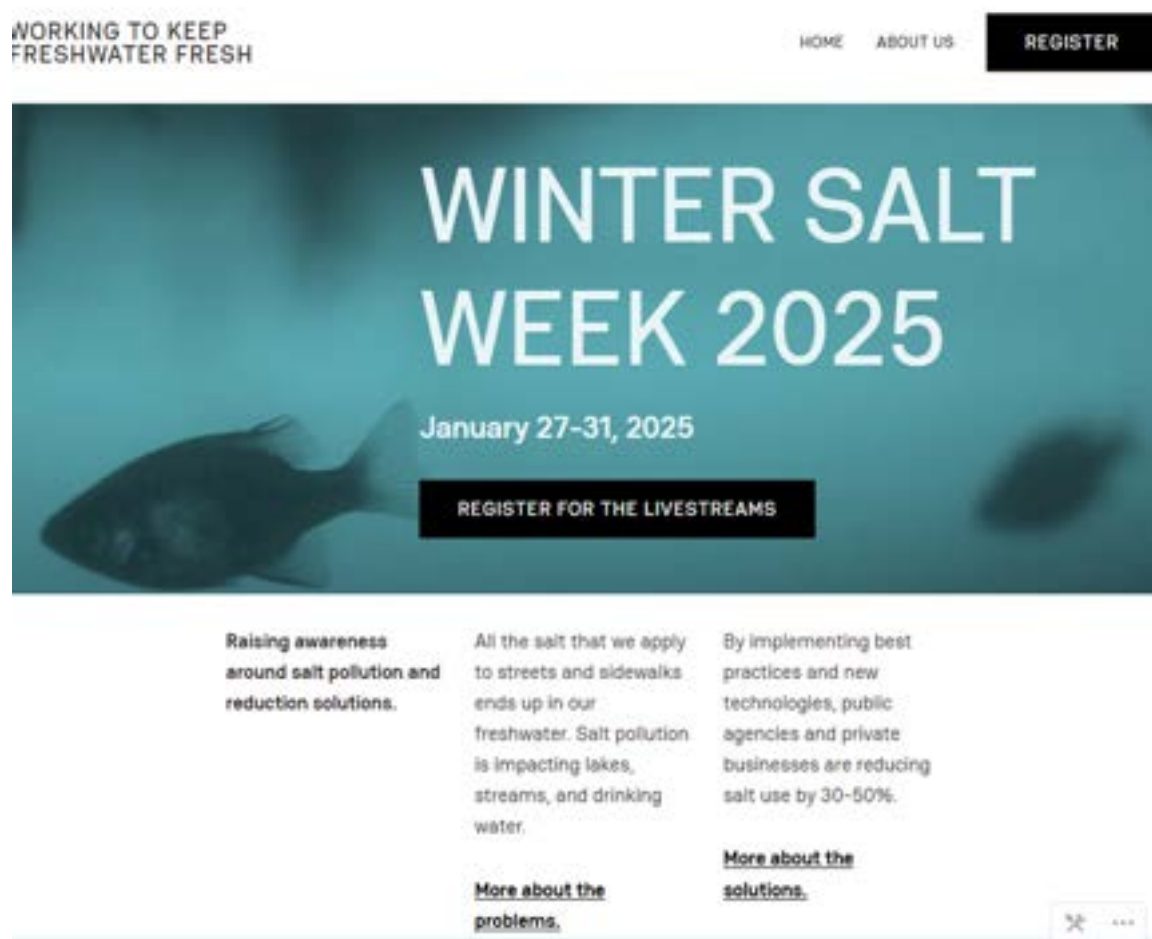 WORKING TO KEEP
FRESHWATER FRESH
HOME
ABOUT US
REGISTER
WINTER SALT
WEEK 2025
January 27-31, 2025
REGISTER FOR THE LIVESTREAMS
Raising awareness
around salt pollution and
reduction solutions.
All the salt that we apply
to streets and sidewalks
ends up in our
freshwater. Salt pollution
is impacting lakes,
streams, and drinking
water.
More about the
problems.
By implementing best
practices and new
technologies, public
agencies and private
businesses are reducing
salt use by 30-50%.
More about the
solutions.